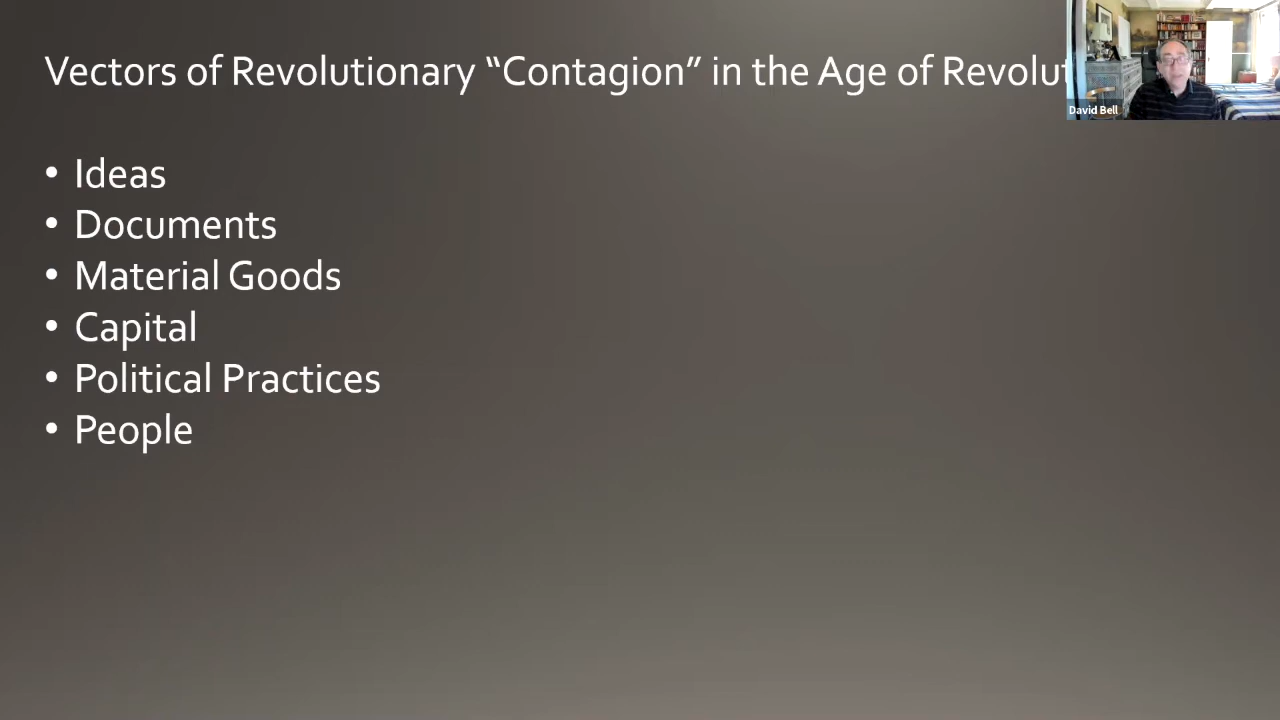 Vectors of Revolutionary “Contagion” in the Age of Revolut
David Bell
• Ideas
• Documents
• Material Goods
• Capital
• Political Practices
• People